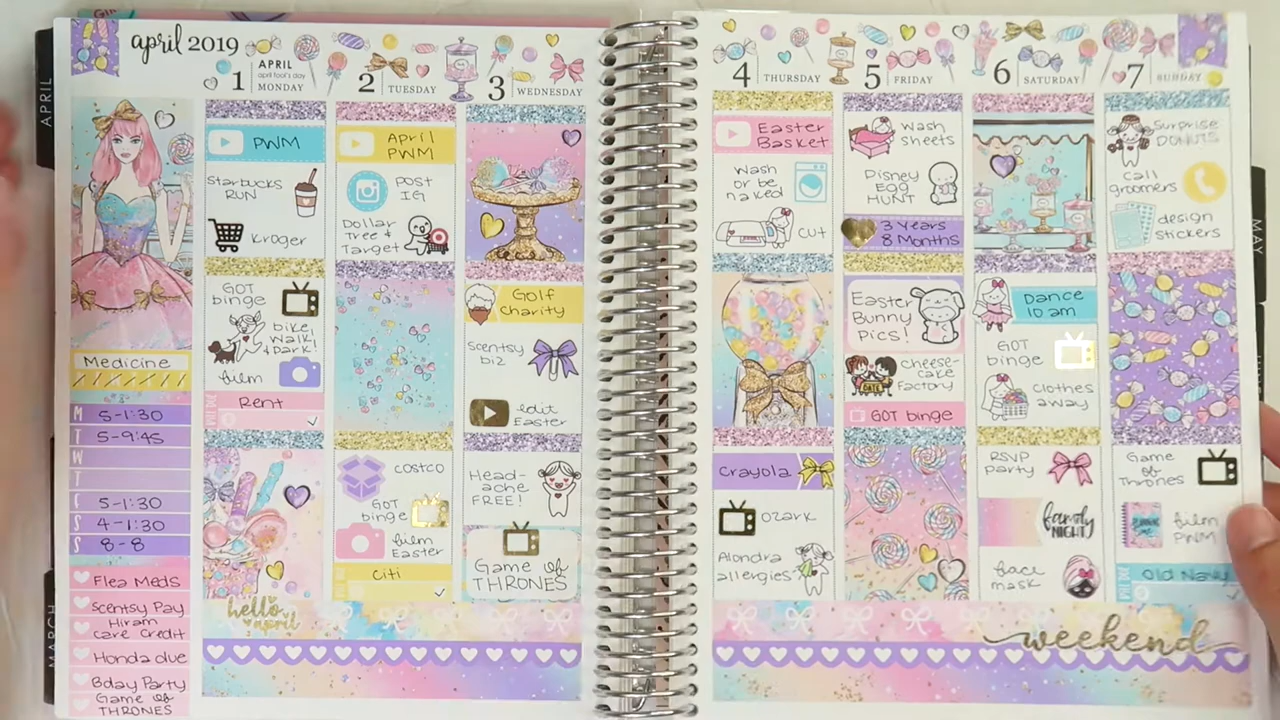 april 2019
1
APRIL
april fool's day
MONDAY
2
TUESDAY
3
WEDNESDAY
4
THURSDAY
5
FRIDAY
6
SATURDAY
7
SUNDAY
APRIL
MARCH
MAY
Medicine
M 5-1:30
T 5-9:45
W
T
F 5-1:30
S 4-1:30
S 8-8
Flea Meds
Scentsy Pay
Hiram
Care Credit
Honda due
Bday Party
Game of
THRONES
PWM
Starbucks
RUN
Kroger
GOT
binge
bike,
walk,
& park!
film
Rent
hello
april
April
PWM
POST
IG
Dollar
Tree &
Target
COSTCO
GOT
binge
film
Easter
Citi
Golf
charity
Scentsy
biz
edit
Easter
Head-
ache
FREE!
Game of
THRONES
Easter
Basket
Wash
or be
naked
cut
Crayola
Ozark
Alondra
allergies
Wash
sheets
Disney
EGG
HUNT
3 Years
8 Months
Easter
Bunny
Pics!
DATE
cheese-
cake
Factory
GOT binge
Dance
10 am
GOT
binge
clothes
away
RSVP
party
family
NIGHT
face
mask
Surprise
DONUTS
call
groomers
design
stickers
Game
of
Thrones
film
PWM
Old Navy
weekend